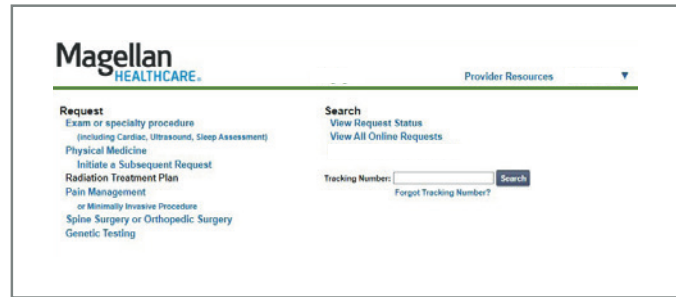 Magellan
HEALTHCARE®
Provider Resources
Request
Exam or specialty procedure
(including Cardiac, Ultrasound, Sleep Assessment)
Physical Medicine
Initiate a Subsequent Request
Radiation Treatment Plan
Pain Management
or Minimally Invasive Procedure
Spine Surgery or Orthopedic Surgery
Genetic Testing
Search
View Request Status
View All Online Requests
Tracking Number: Search
Forgot Tracking Number?